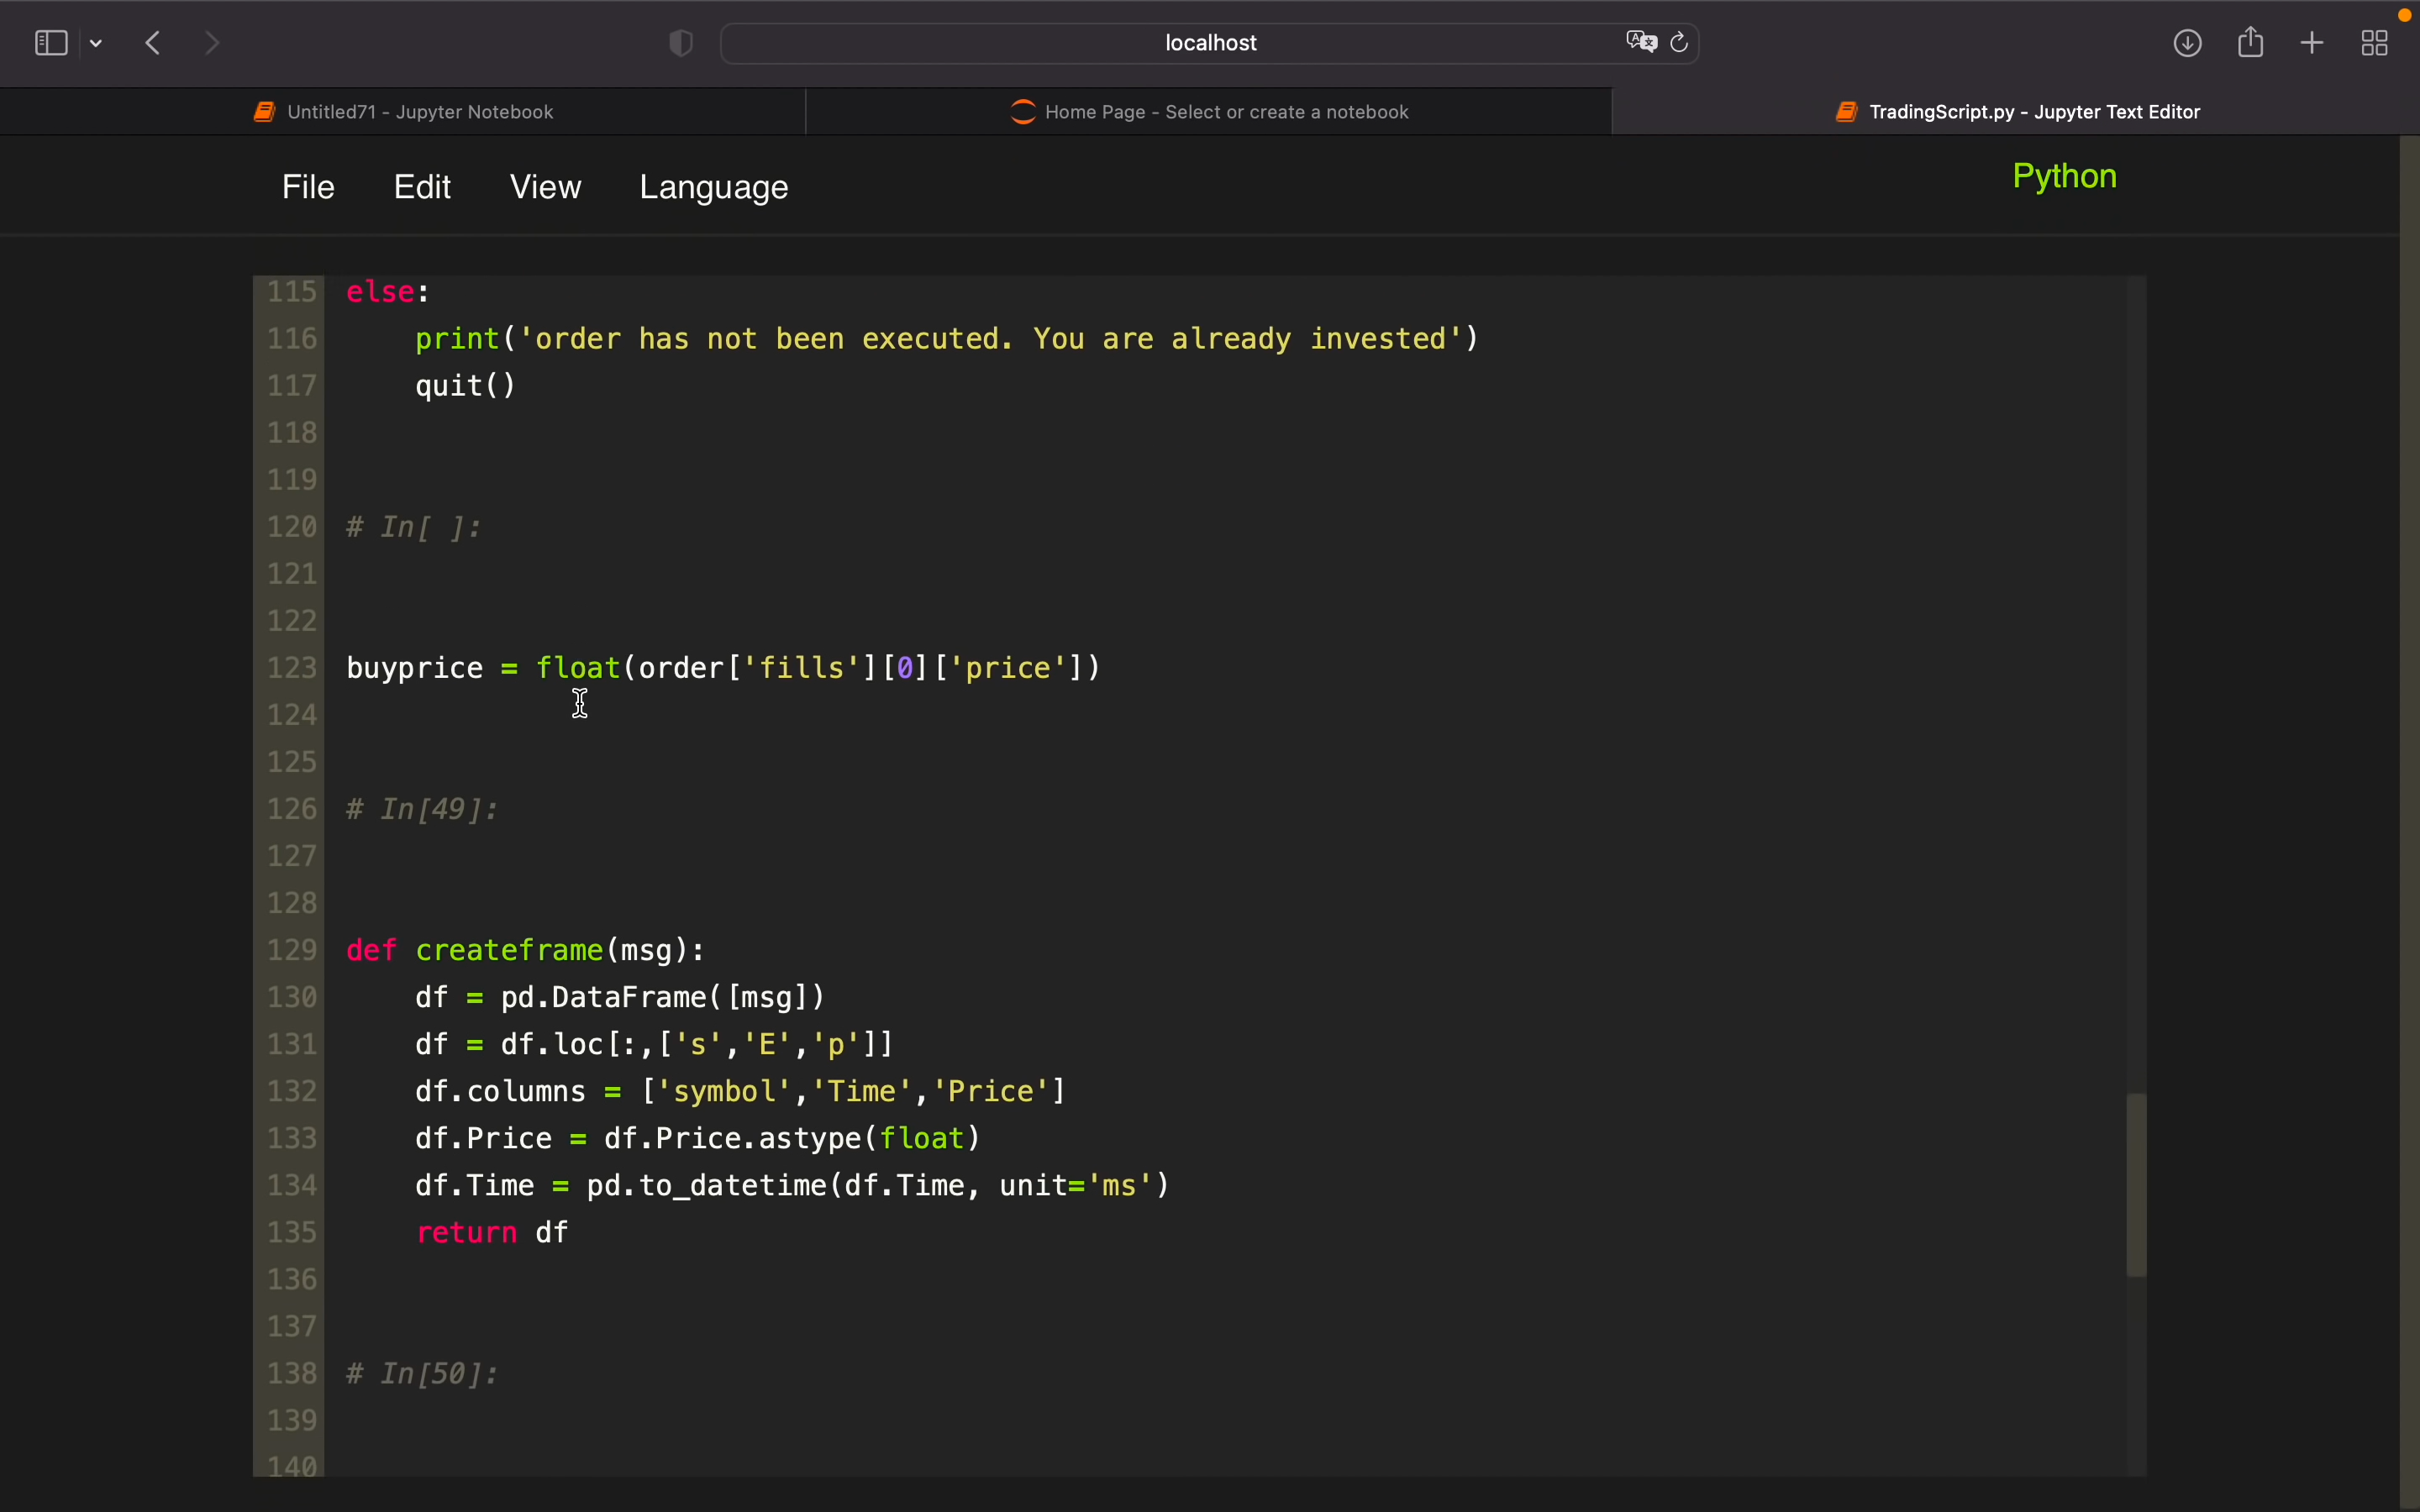 localhost
Untitled71 - Jupyter Notebook
Home Page - Select or create a notebook
TradingScript.py - Jupyter Text Editor
File Edit View Language
Python
115 else:
116     print('order has not been executed. You are already invested')
117     quit()
118
119
120 # In[ ]:
121
122
123 buyprice = float(order['fills'][0]['price'])
124
125
126 # In[49]:
127
128
129 def createframe(msg):
130     df = pd.DataFrame([msg])
131     df = df.loc[:,['s','E','p']]
132     df.columns = ['symbol','Time','Price']
133     df.Price = df.Price.astype(float)
134     df.Time = pd.to_datetime(df.Time, unit='ms')
135     return df
136
137
138 # In[50]:
139
140